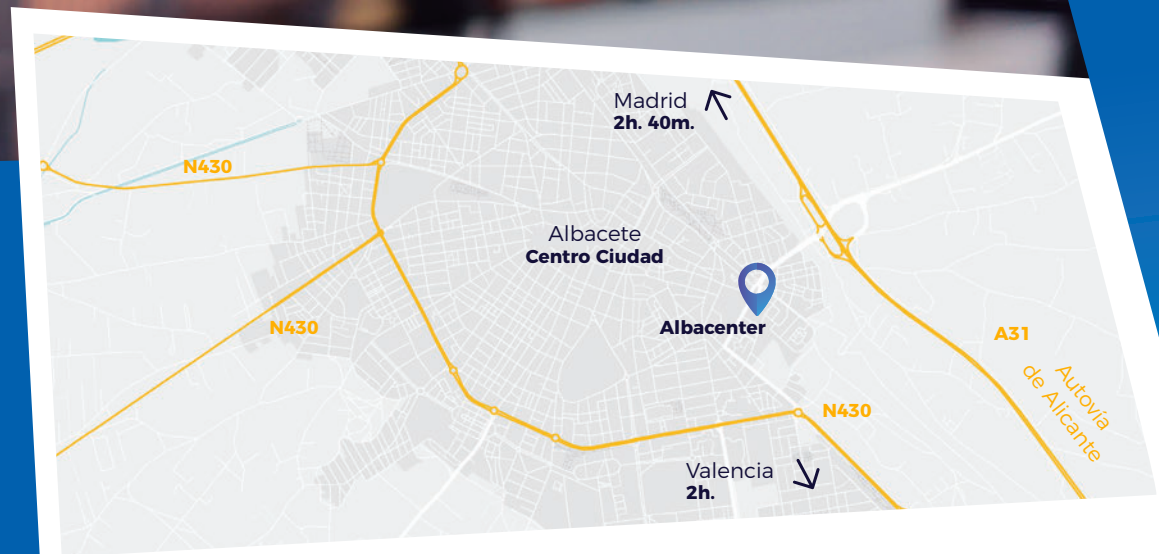 Madrid
2h. 40m.
N430
Albacete
Centro Ciudad
Albacenter
N430
A31
Autovía
de Alicante
N430
Valencia
2h.